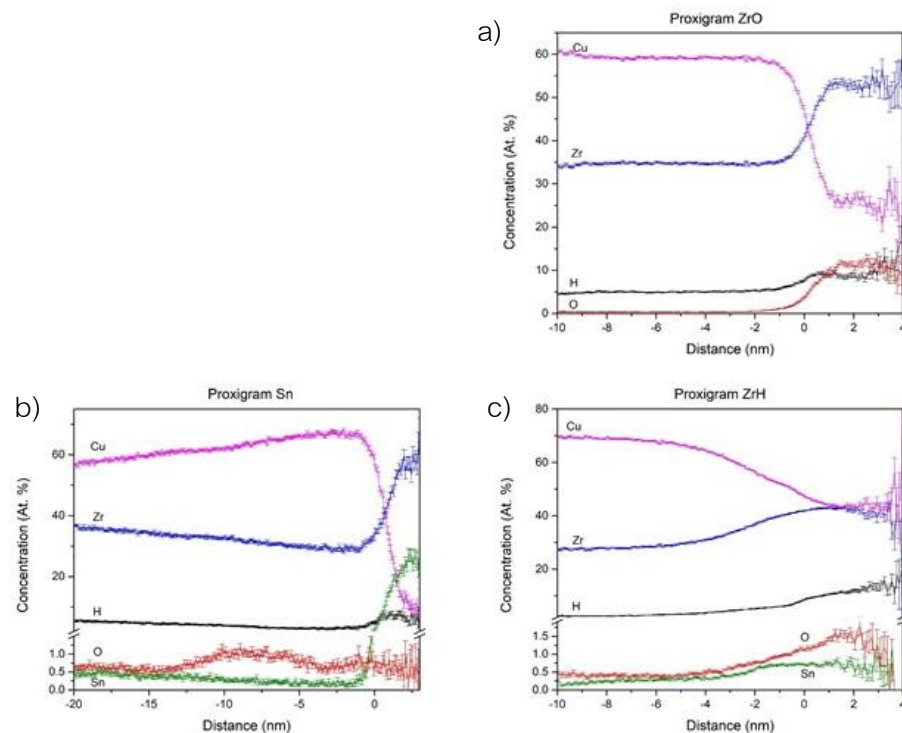 a)
Proxigram ZrO
60
50
40
30
20
10
0
Concentration (At. %)
Cu
Zr
H
O
-10 -8 -6 -4 -2 0 2 4
Distance (nm)
b)
Proxigram Sn
60
40
20
1.0
0.5
0.0
Concentration (At. %)
Cu
Zr
H
O
Sn
-20 -15 -10 -5 0
Distance (nm)
c)
Proxigram ZrH
80
60
40
20
1.5
1.0
0.5
0.0
Concentration (At. %)
Cu
Zr
H
O
Sn
-10 -8 -6 -4 -2 0 2 4
Distance (nm)